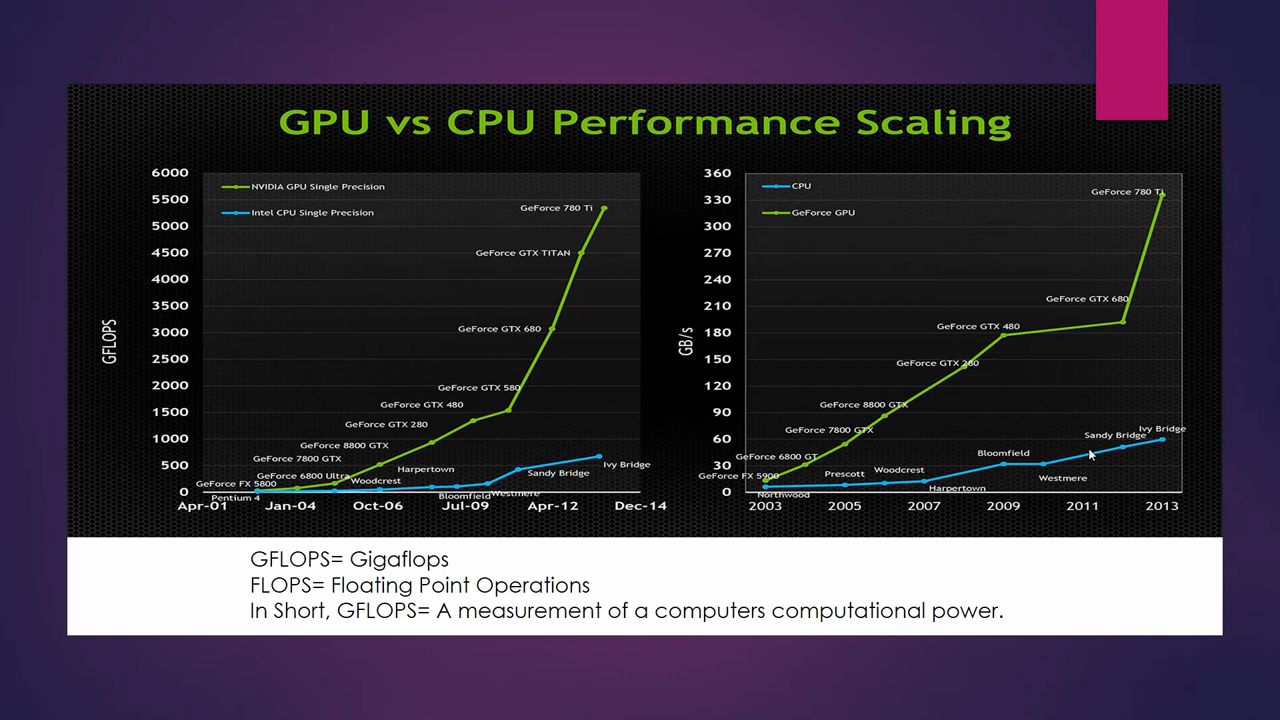 GPU vs CPU Performance Scaling
6000
5500
5000
4500
4000
3500
3000
2500
2000
1500
1000
500
0
GFLOPS
NVIDIA GPU Single Precision
Intel CPU Single Precision
GeForce 780 Ti
GeForce GTX TITAN
GeForce GTX 680
GeForce GTX 580
GeForce GTX 480
GeForce GTX 280
GeForce 8800 GTX
GeForce 7800 GTX
GeForce 6800 Ultra
GeForce FX 5800
Pentium 4
Woodcrest
Harpertown
Bloomfield
Westmere
Sandy Bridge
Ivy Bridge
Apr-01 Jan-04 Oct-06 Jul-09 Apr-12 Dec-14
360
330
300
270
240
210
180
150
120
90
60
30
0
GB/s
CPU
GeForce GPU
GeForce 780 Ti
GeForce GTX 680
GeForce GTX 480
GeForce GTX 280
GeForce 8800 GTX
GeForce 7800 GTX
GeForce 6800 GT
GeForce FX 5900
Northwood
Prescott
Woodcrest
Harpertown
Bloomfield
Westmere
Sandy Bridge
Ivy Bridge
2003 2005 2007 2009 2011 2013
GFLOPS= Gigaflops
FLOPS= Floating Point Operations
In Short, GFLOPS= A measurement of a computers computational power.